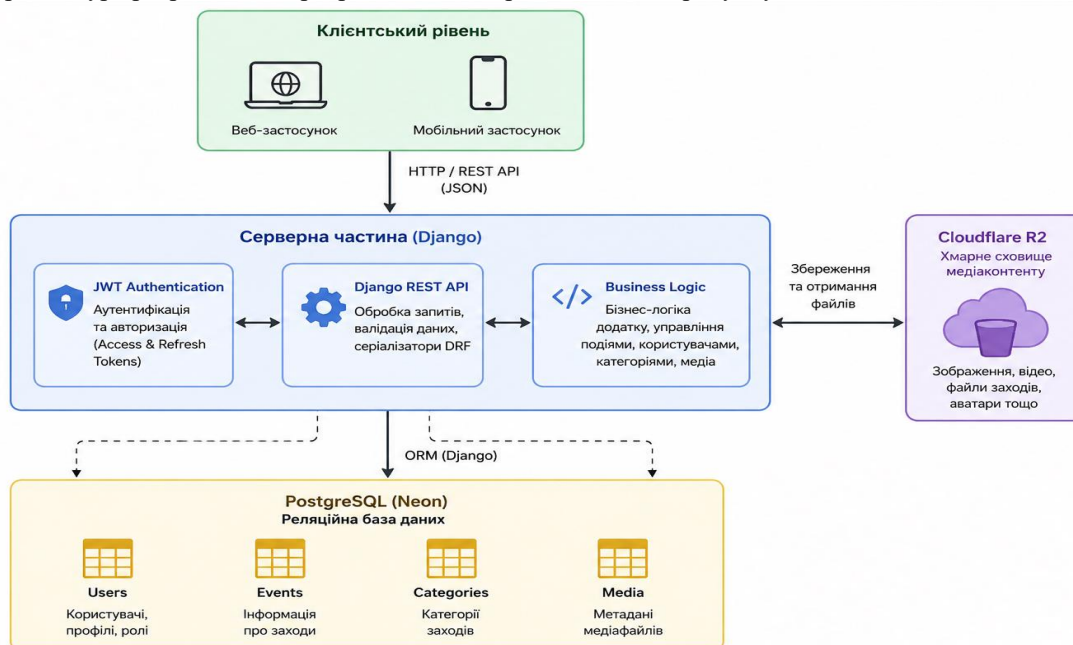 Клієнтський рівень
Веб-застосунок
Мобільний застосунок
HTTP / REST API
(JSON)
Серверна частина (Django)
JWT Authentication
Аутентифікація
та авторизація
(Access & Refresh
Tokens)
Django REST API
Обробка запитів,
валідація даних,
серіалізатори DRF
Business Logic
Бізнес-логіка
додатку, управління
подіями, користувачами,
категоріями, медіа
Збереження
та отримання
файлів
Cloudflare R2
Хмарне сховище
медіаконтенту
Зображення, відео,
файли заходів,
аватари тощо
ORM (Django)
PostgreSQL (Neon)
Реляційна база даних
Users
Користувачі,
профілі, ролі
Events
Інформація
про заходи
Categories
Категорії
заходів
Media
Метадані
медіафайлів